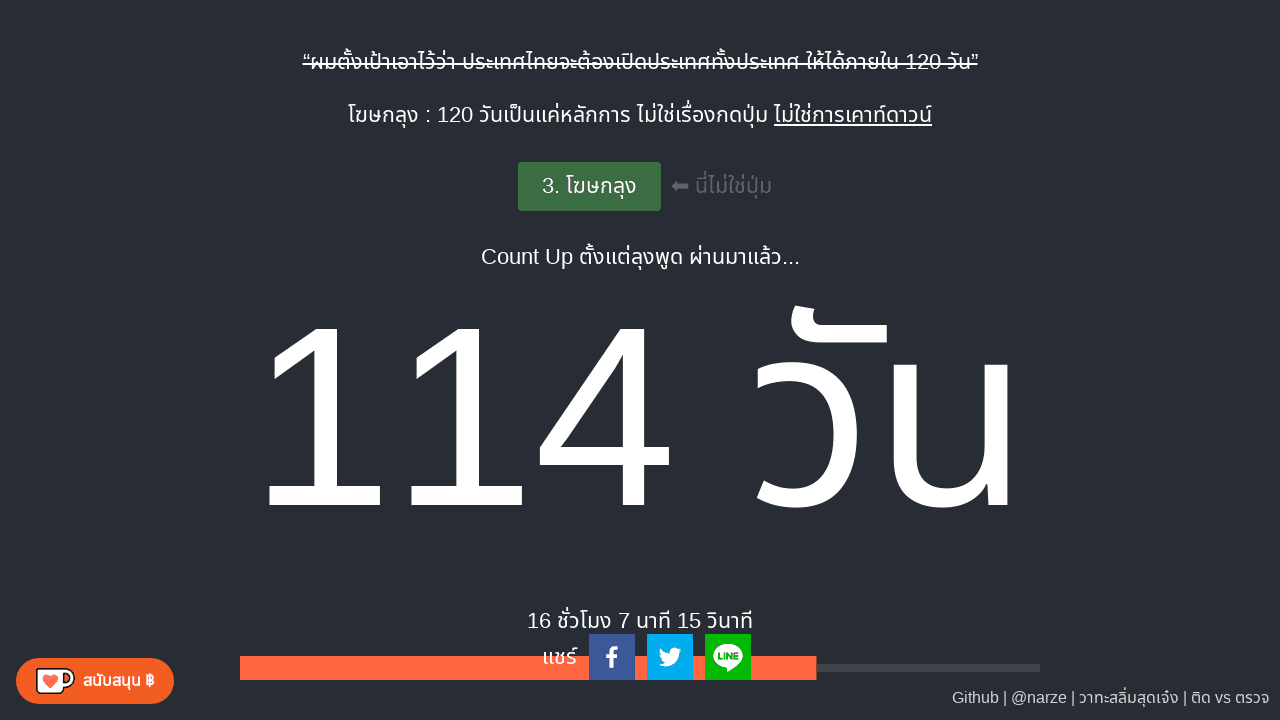 “ผมตั้งเป้าเอาไว้ว่า ประเทศไทยจะต้องเปิดประเทศทั้งประเทศ ให้ได้ภายใน 120 วัน”
โฆษกลุง : 120 วันเป็นแค่หลักการ ไม่ใช่เรื่องกดปุ่ม ไม่ใช่การเคาท์ดาวน์
3. โฆษกลุง ⬅ นี่ไม่ใช่ปุ่ม
Count Up ตั้งแต่ลุงพูด ผ่านมาแล้ว...
114 วัน
16 ชั่วโมง 7 นาที 15 วินาที
แชร์
LINE
สนับสนุน ฿
Github | @narze | วาทะสลิ่มสุดเจ๋ง | ติด vs ตรวจ